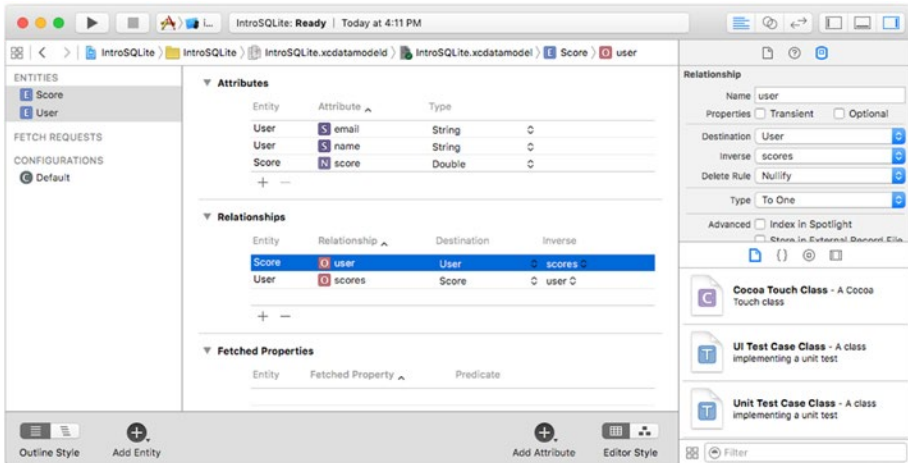 i... IntroSQLite: Ready | Today at 4:11 PM
IntroSQLite IntroSQLite IntroSQLite.xcdatamodeld IntroSQLite.xcdatamodel E Score O user
ENTITIES
E Score
E User
FETCH REQUESTS
CONFIGURATIONS
C Default
Attributes
Entity Attribute Type
User S email String
User S name String
Score N score Double
+ −
Relationships
Entity Relationship Destination Inverse
Score O user User scores
User O scores Score user
+ −
Fetched Properties
Entity Fetched Property Predicate
Outline Style Add Entity Add Attribute Editor Style
Relationship
Name user
Properties Transient Optional
Destination User
Inverse scores
Delete Rule Nullify
Type To One
Advanced Index in Spotlight
Store in External Record File
{}
C Cocoa Touch Class - A Cocoa
Touch class
T UI Test Case Class - A class
implementing a unit test
T Unit Test Case Class - A class
implementing a unit test
Filter